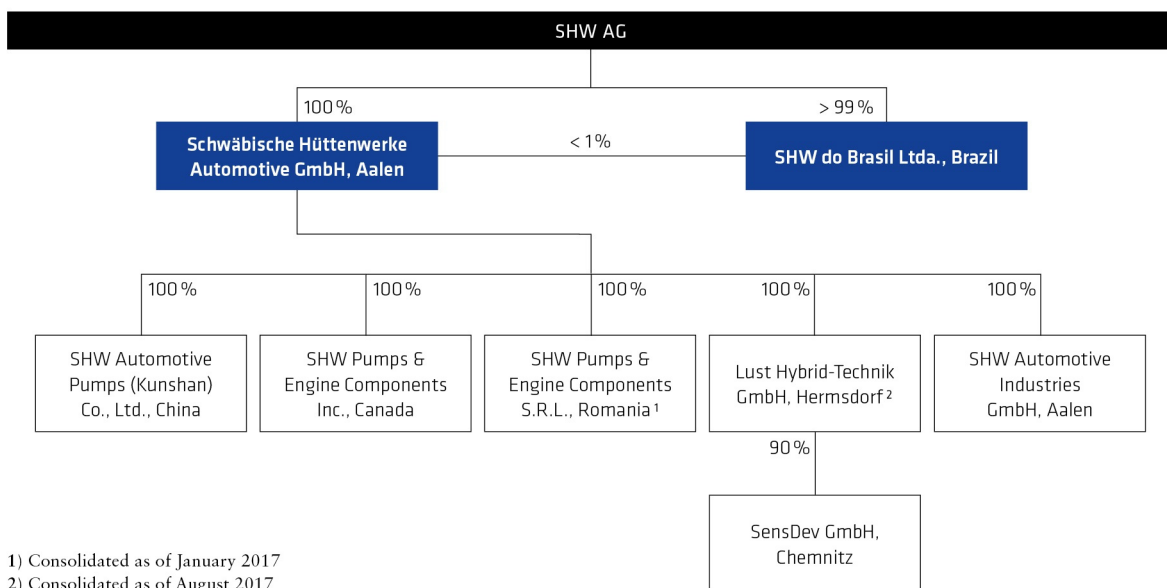 SHW AG
100 %
> 99 %
Schwäbische Hüttenwerke
Automotive GmbH, Aalen
< 1 %
SHW do Brasil Ltda., Brazil
100 %
100 %
100 %
100 %
100 %
SHW Automotive
Pumps (Kunshan)
Co., Ltd., China
SHW Pumps &
Engine Components
Inc., Canada
SHW Pumps &
Engine Components
S.R.L., Romania ¹
Lust Hybrid-Technik
GmbH, Hermsdorf ²
SHW Automotive
Industries
GmbH, Aalen
90 %
SensDev GmbH,
Chemnitz
1) Consolidated as of January 2017
2) Consolidated as of August 2017